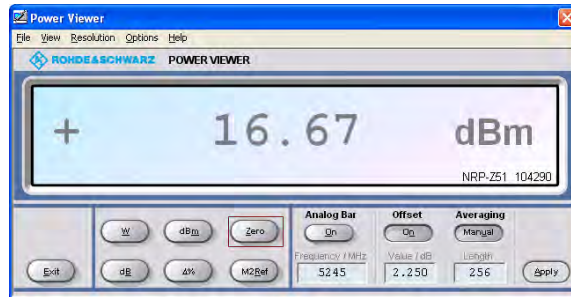 Power Viewer
File View Resolution Options Help
ROHDE&SCHWARZ POWER VIEWER
+ 16.67 dBm
NRP-Z51 104290
Analog Bar Offset Averaging
W dBm Zero On On Manual
Frequency / MHz Value / dB Length
Exit dB Δ% M2Ref 5245 2.250 256 Apply